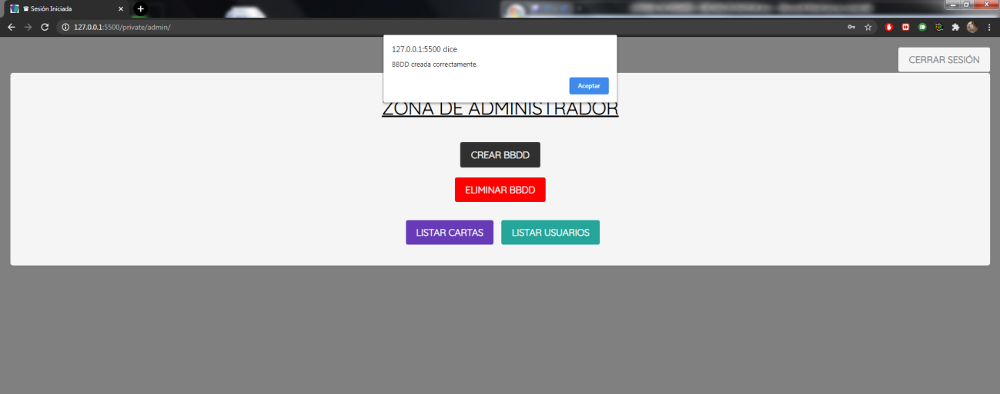 Sesión Iniciada
127.0.0.1:5500/private/admin/
127.0.0.1:5500 dice
BBDD creada correctamente.
Aceptar
CERRAR SESIÓN
ZONA DE ADMINISTRADOR
CREAR BBDD
ELIMINAR BBDD
LISTAR CARTAS
LISTAR USUARIOS